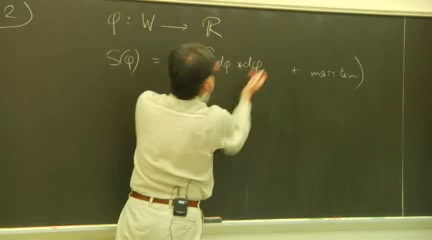 2)
φ : W → ℝ
S(φ) = dφ *dφ + mass term)